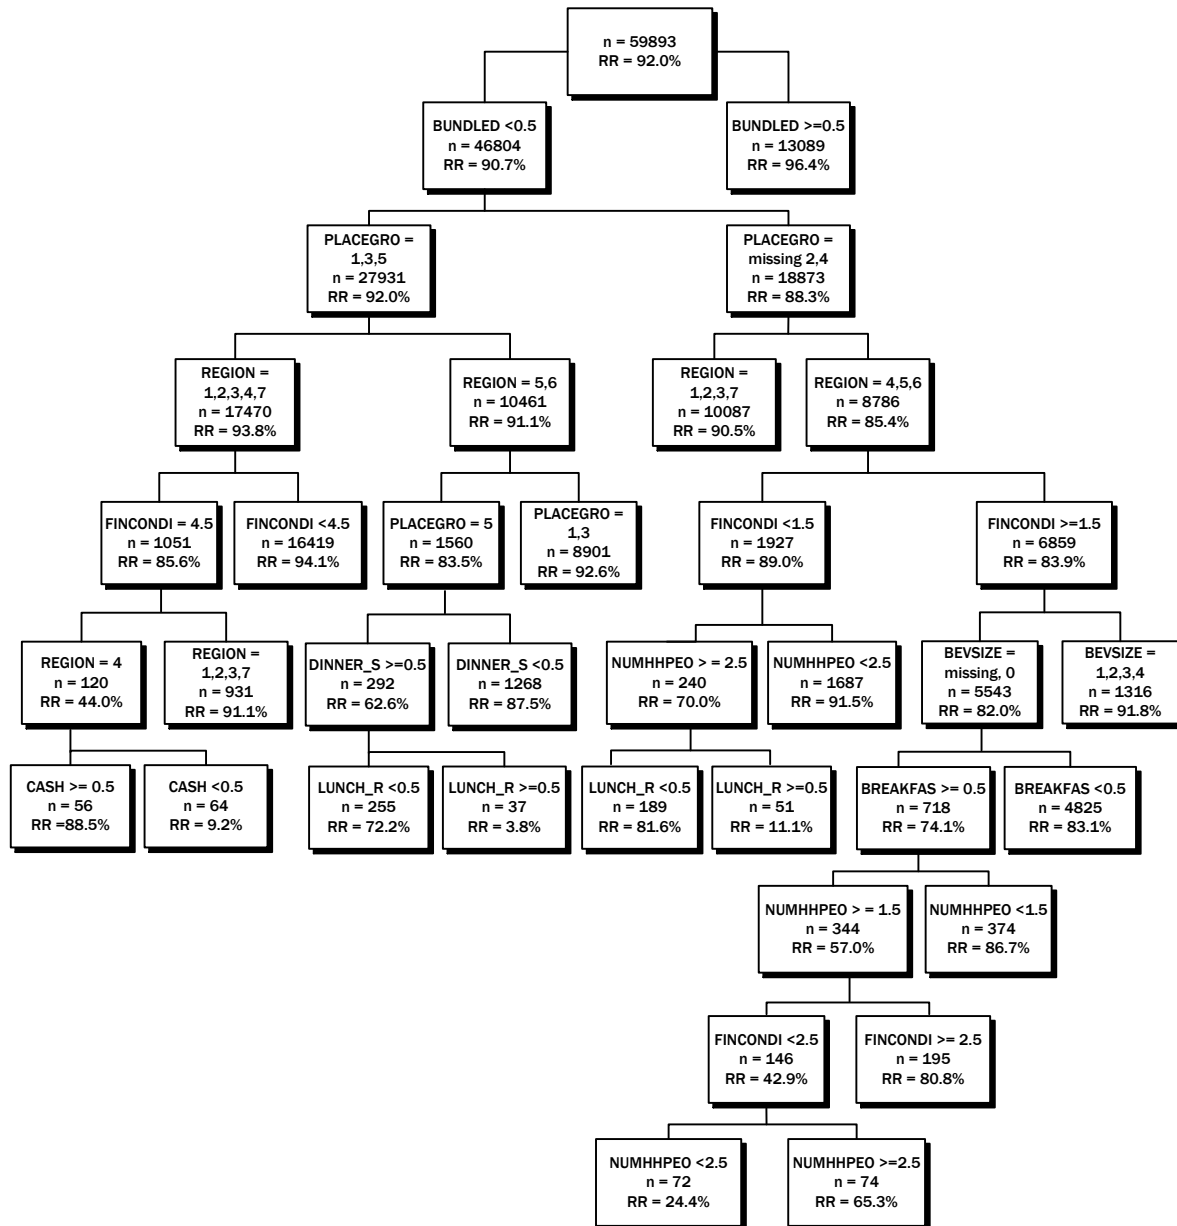 n = 59893
RR = 92.0%
BUNDLED <0.5
n = 46804
RR = 90.7%
BUNDLED >=0.5
n = 13089
RR = 96.4%
PLACEGRO =
1,3,5
n = 27931
RR = 92.0%
PLACEGRO =
missing 2,4
n = 18873
RR = 88.3%
REGION =
1,2,3,4,7
n = 17470
RR = 93.8%
REGION = 5,6
n = 10461
RR = 91.1%
REGION =
1,2,3,7
n = 10087
RR = 90.5%
REGION = 4,5,6
n = 8786
RR = 85.4%
FINCONDI = 4.5
n = 1051
RR = 85.6%
FINCONDI <4.5
n = 16419
RR = 94.1%
PLACEGRO = 5
n = 1560
RR = 83.5%
PLACEGRO =
1,3
n = 8901
RR = 92.6%
FINCONDI <1.5
n = 1927
RR = 89.0%
FINCONDI >=1.5
n = 6859
RR = 83.9%
REGION = 4
n = 120
RR = 44.0%
REGION =
1,2,3,7
n = 931
RR = 91.1%
DINNER_S >=0.5
n = 292
RR = 62.6%
DINNER_S <0.5
n = 1268
RR = 87.5%
NUMHHPEO > = 2.5
n = 240
RR = 70.0%
NUMHHPEO <2.5
n = 1687
RR = 91.5%
BEVSIZE =
missing, 0
n = 5543
RR = 82.0%
BEVSIZE =
1,2,3,4
n = 1316
RR = 91.8%
CASH >= 0.5
n = 56
RR =88.5%
CASH <0.5
n = 64
RR = 9.2%
LUNCH_R <0.5
n = 255
RR = 72.2%
LUNCH_R >=0.5
n = 37
RR = 3.8%
LUNCH_R <0.5
n = 189
RR = 81.6%
LUNCH_R >=0.5
n = 51
RR = 11.1%
BREAKFAS >= 0.5
n = 718
RR = 74.1%
BREAKFAS <0.5
n = 4825
RR = 83.1%
NUMHHPEO > = 1.5
n = 344
RR = 57.0%
NUMHHPEO <1.5
n = 374
RR = 86.7%
FINCONDI <2.5
n = 146
RR = 42.9%
FINCONDI >= 2.5
n = 195
RR = 80.8%
NUMHHPEO <2.5
n = 72
RR = 24.4%
NUMHHPEO >=2.5
n = 74
RR = 65.3%